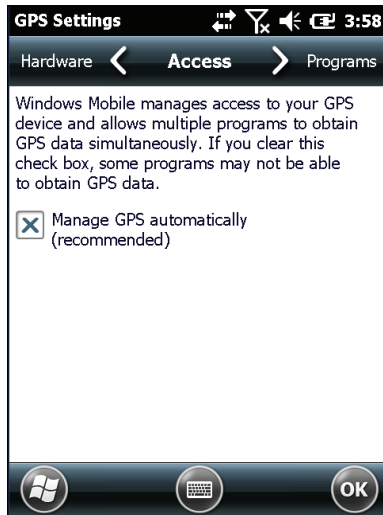 GPS Settings 3:58
Hardware Access Programs
Windows Mobile manages access to your GPS
device and allows multiple programs to obtain
GPS data simultaneously. If you clear this
check box, some programs may not be able
to obtain GPS data.
Manage GPS automatically
(recommended)
OK